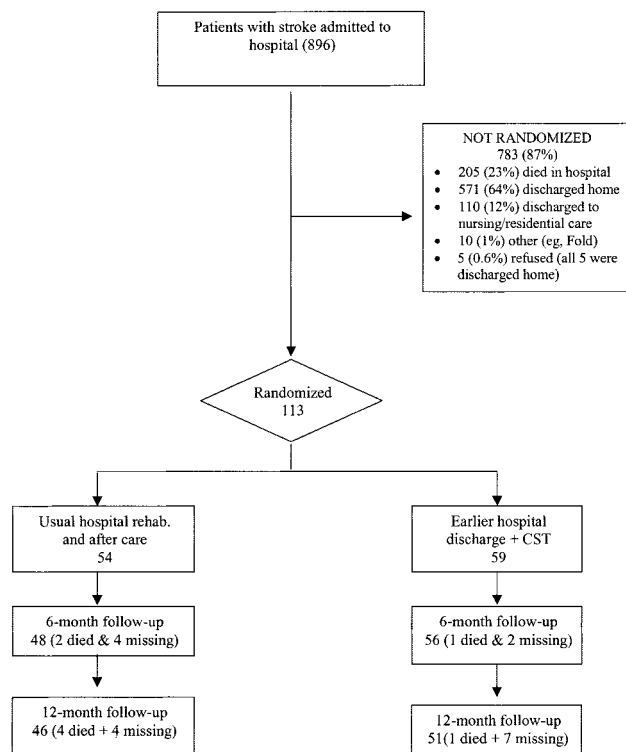 Patients with stroke admitted to
hospital (896)
NOT RANDOMIZED
783 (87%)
• 205 (23%) died in hospital
• 571 (64%) discharged home
• 110 (12%) discharged to
nursing/residential care
• 10 (1%) other (eg, Fold)
• 5 (0.6%) refused (all 5 were
discharged home)
Randomized
113
Usual hospital rehab.
and after care
54
Earlier hospital
discharge + CST
59
6-month follow-up
48 (2 died & 4 missing)
6-month follow-up
56 (1 died & 2 missing)
12-month follow-up
46 (4 died + 4 missing)
12-month follow-up
51(1 died + 7 missing)